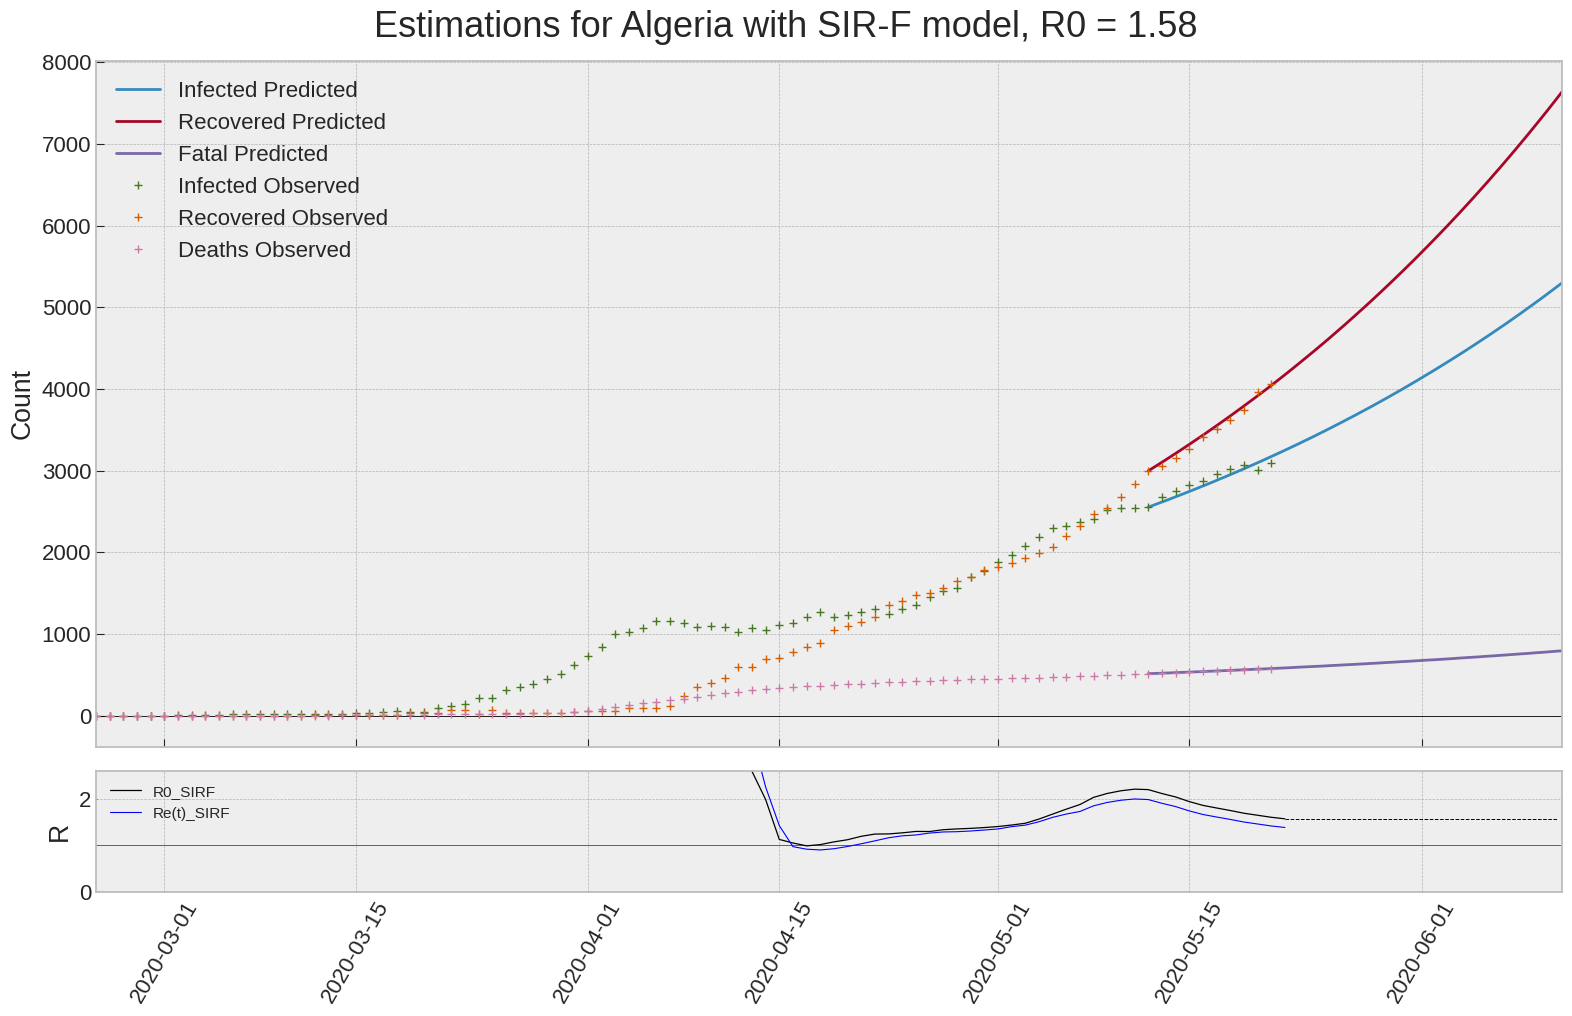 Estimations for Algeria with SIR-F model, R0 = 1.58
8000
7000
6000
5000
4000
3000
2000
1000
0
Count
Infected Predicted
Recovered Predicted
Fatal Predicted
Infected Observed
Recovered Observed
Deaths Observed
2
0
R
R0_SIRF
Re(t)_SIRF
2020-03-01
2020-03-15
2020-04-01
2020-04-15
2020-05-01
2020-05-15
2020-06-01